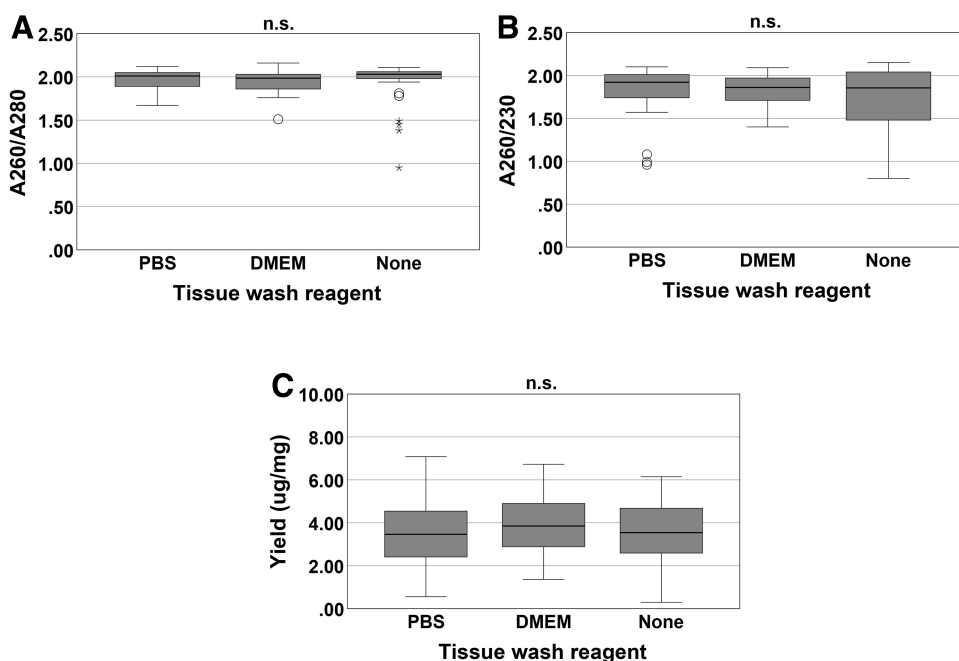 A
n.s.
2.50
2.00
1.50
1.00
.50
.00
A260/A280
PBS DMEM None
Tissue wash reagent
B
n.s.
2.50
2.00
1.50
1.00
.50
.00
A260/230
PBS DMEM None
Tissue wash reagent
C
n.s.
10.00
8.00
6.00
4.00
2.00
.00
Yield (ug/mg)
PBS DMEM None
Tissue wash reagent